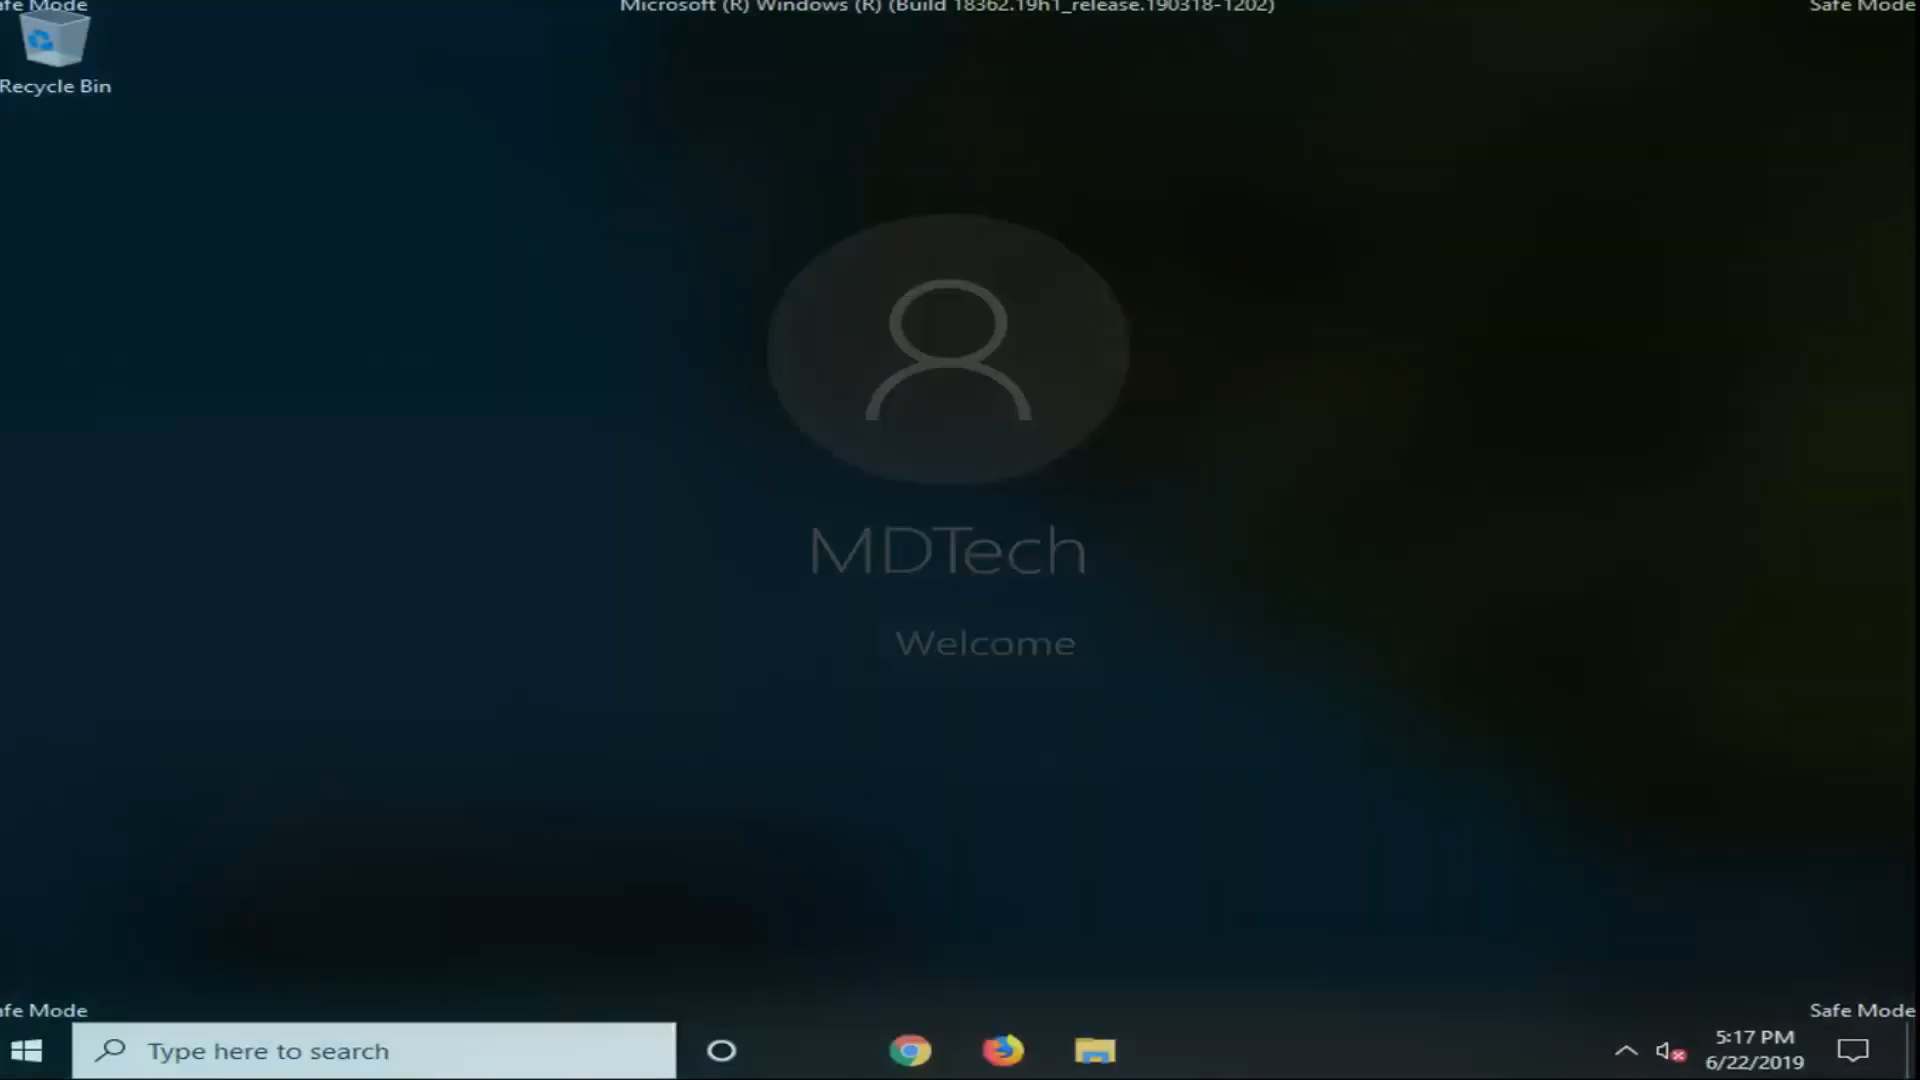 afe Mode
Microsoft (R) Windows (R) (Build 18362.19h1_release.190318-1202)
Safe Mode
Recycle Bin
MDTech
Welcome
afe Mode
Safe Mode
Type here to search
5:17 PM
6/22/2019